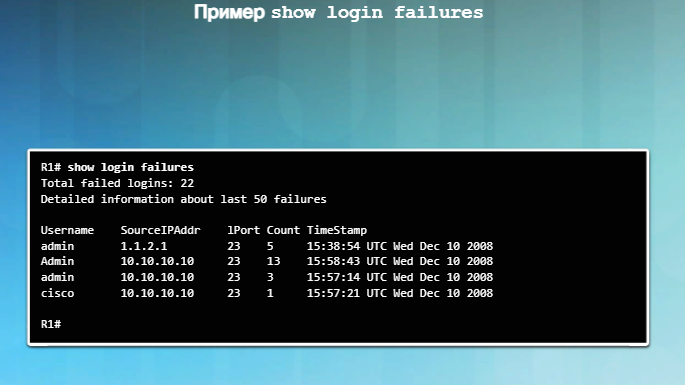 Пример show login failures
R1# show login failures
Total failed logins: 22
Detailed information about last 50 failures
Username SourceIPAddr lPort Count TimeStamp
admin 1.1.2.1 23 5 15:38:54 UTC Wed Dec 10 2008
Admin 10.10.10.10 23 13 15:58:43 UTC Wed Dec 10 2008
admin 10.10.10.10 23 3 15:57:14 UTC Wed Dec 10 2008
cisco 10.10.10.10 23 1 15:57:21 UTC Wed Dec 10 2008
R1#